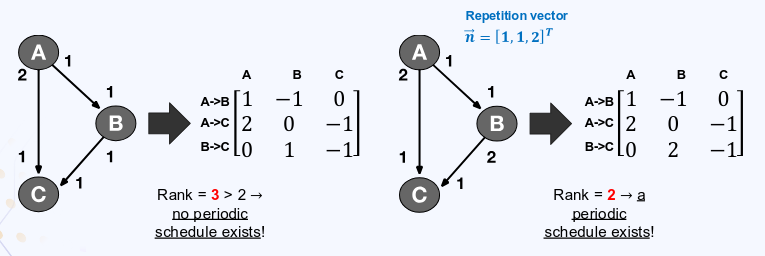 A
2
1
1
B
1
1
1
C
A B C
A->B 1 −1 0
A->C 2 0 −1
B->C 0 1 −1
Rank = 3 > 2 →
no periodic
schedule exists!
Repetition vector
n⃗ = [1, 1, 2]ᵀ
A
2
1
1
B
1
2
1
C
A B C
A->B 1 −1 0
A->C 2 0 −1
B->C 0 2 −1
Rank = 2 → a
periodic
schedule exists!